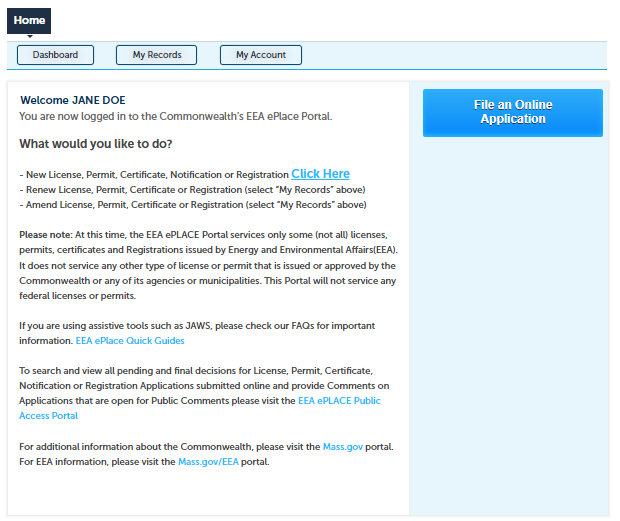 Home
Dashboard
My Records
My Account
Welcome JANE DOE
You are now logged in to the Commonwealth's EEA ePlace Portal.
What would you like to do?
- New License, Permit, Certificate, Notification or Registration Click Here
- Renew License, Permit, Certificate or Registration (select "My Records" above)
- Amend License, Permit, Certificate or Registration (select "My Records" above)
Please note: At this time, the EEA ePLACE Portal services only some (not all) licenses,
permits, certificates and Registrations issued by Energy and Environmental Affairs(EEA).
It does not service any other type of license or permit that is issued or approved by the
Commonwealth or any of its agencies or municipalities. This Portal will not service any
federal licenses or permits.
If you are using assistive tools such as JAWS, please check our FAQs for important
information. EEA ePlace Quick Guides
To search and view all pending and final decisions for License, Permit, Certificate,
Notification or Registration Applications submitted online and provide Comments on
Applications that are open for Public Comments please visit the EEA ePLACE Public
Access Portal
For additional information about the Commonwealth, please visit the Mass.gov portal.
For EEA information, please visit the Mass.gov/EEA portal.
File an Online
Application